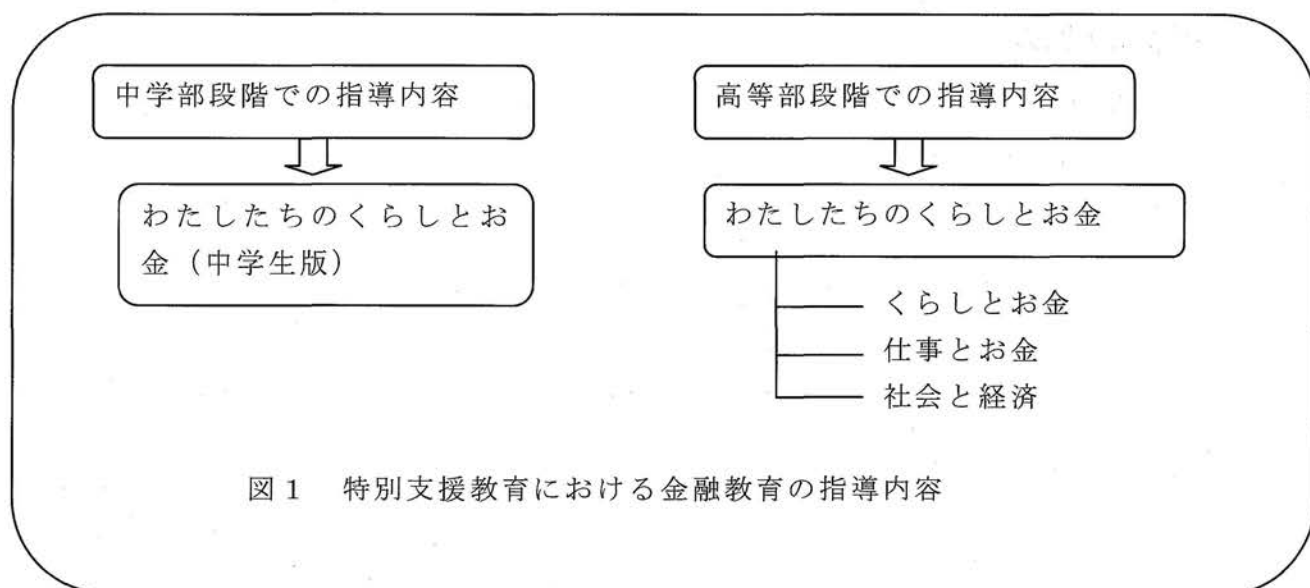 中学部段階での指導内容
わたしたちのくらしとお
金（中学生版）
高等部段階での指導内容
わたしたちのくらしとお金
くらしとお金
仕事とお金
社会と経済
図1　特別支援教育における金融教育の指導内容